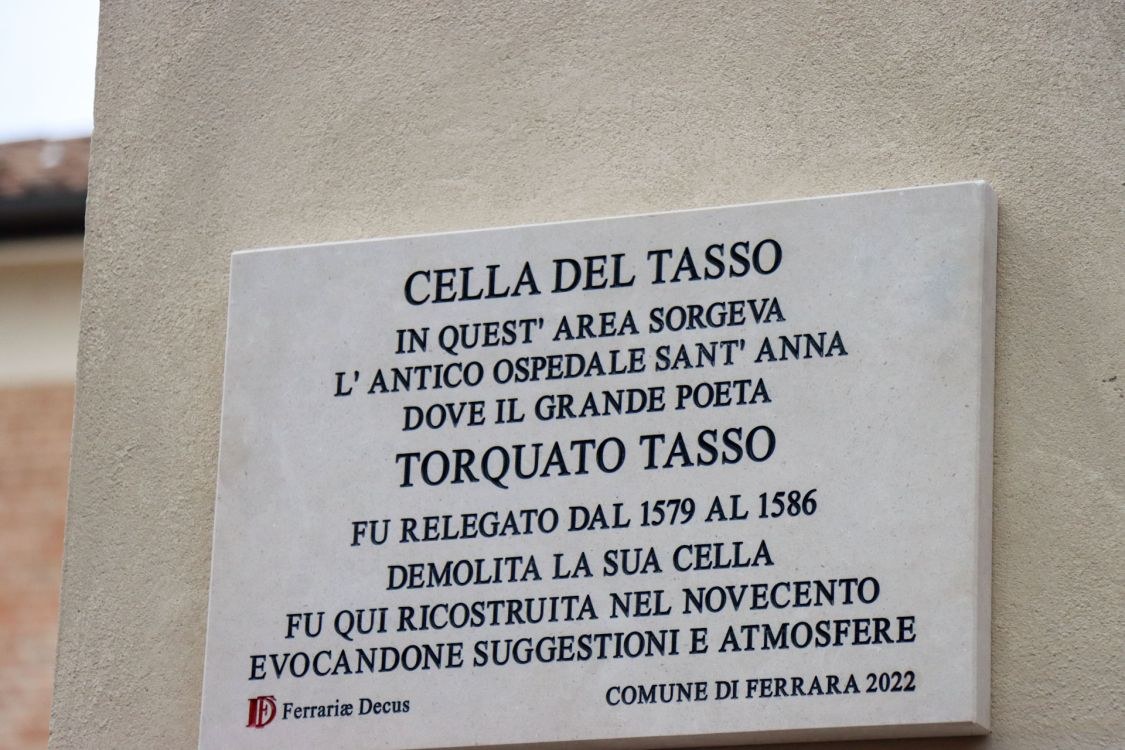 CELLA DEL TASSO
IN QUEST' AREA SORGEVA
L' ANTICO OSPEDALE SANT' ANNA
DOVE IL GRANDE POETA
TORQUATO TASSO
FU RELEGATO DAL 1579 AL 1586
DEMOLITA LA SUA CELLA
FU QUI RICOSTRUITA NEL NOVECENTO
EVOCANDONE SUGGESTIONI E ATMOSFERE
Ferrariæ Decus
COMUNE DI FERRARA 2022